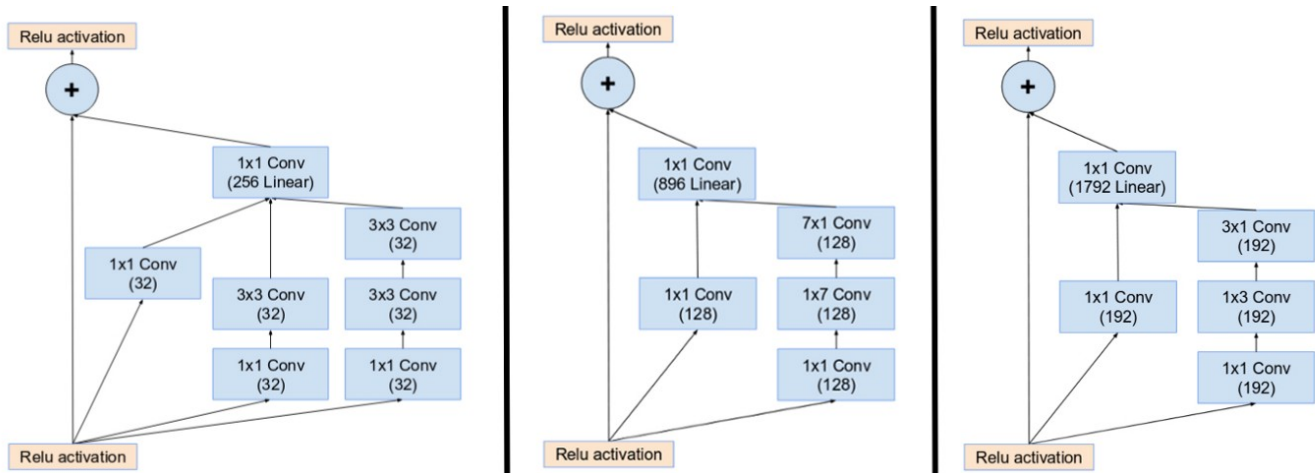 Relu activation
+
1x1 Conv
(256 Linear)
3x3 Conv
(32)
1x1 Conv
(32)
3x3 Conv
(32)
3x3 Conv
(32)
1x1 Conv
(32)
1x1 Conv
(32)
Relu activation
Relu activation
+
1x1 Conv
(896 Linear)
7x1 Conv
(128)
1x1 Conv
(128)
1x7 Conv
(128)
1x1 Conv
(128)
Relu activation
Relu activation
+
1x1 Conv
(1792 Linear)
3x1 Conv
(192)
1x1 Conv
(192)
1x3 Conv
(192)
1x1 Conv
(192)
Relu activation